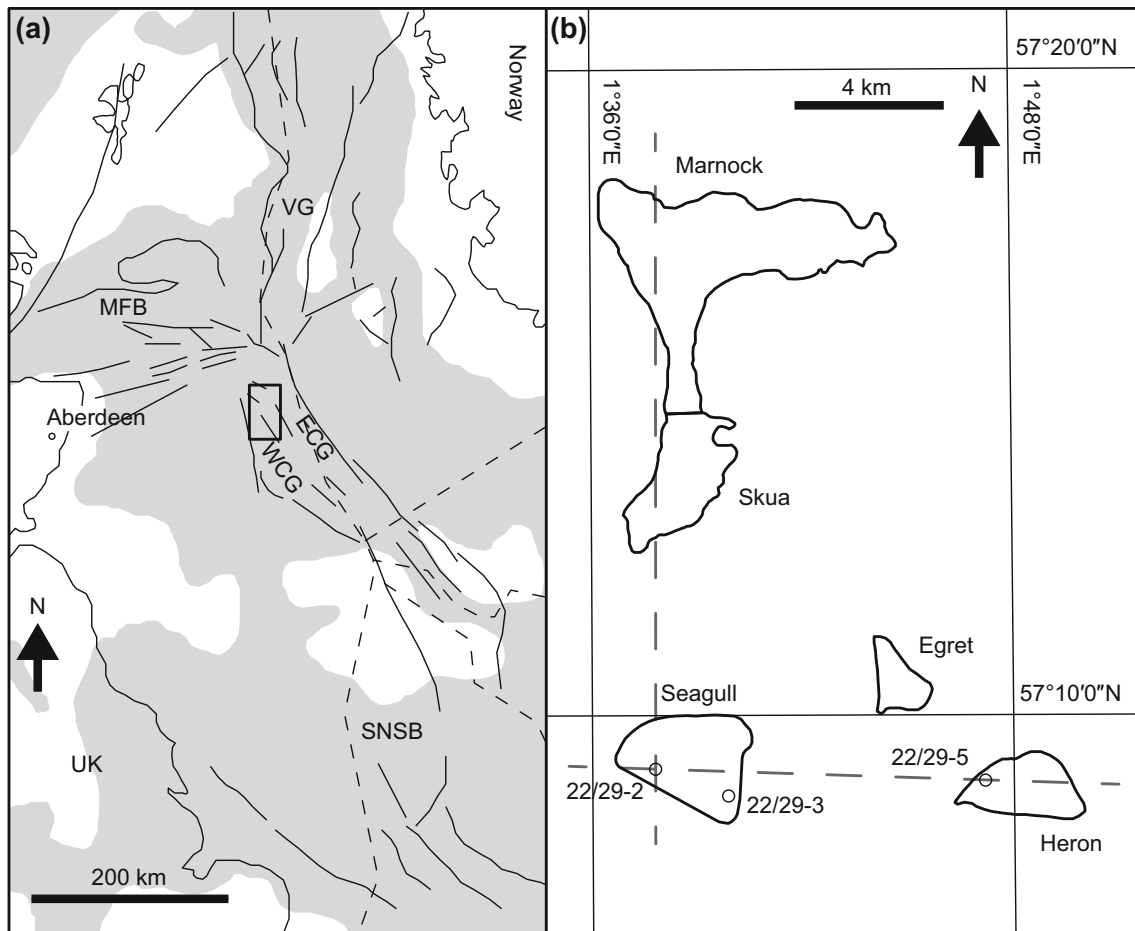 (a)
Norway
VG
MFB
Aberdeen
ECG
WCG
N
SNSB
UK
200 km
(b)
57°20′0″N
1°36′0″E
4 km
N
1°48′0″E
Marnock
Skua
Egret
Seagull
57°10′0″N
22/29-5
22/29-2
22/29-3
Heron